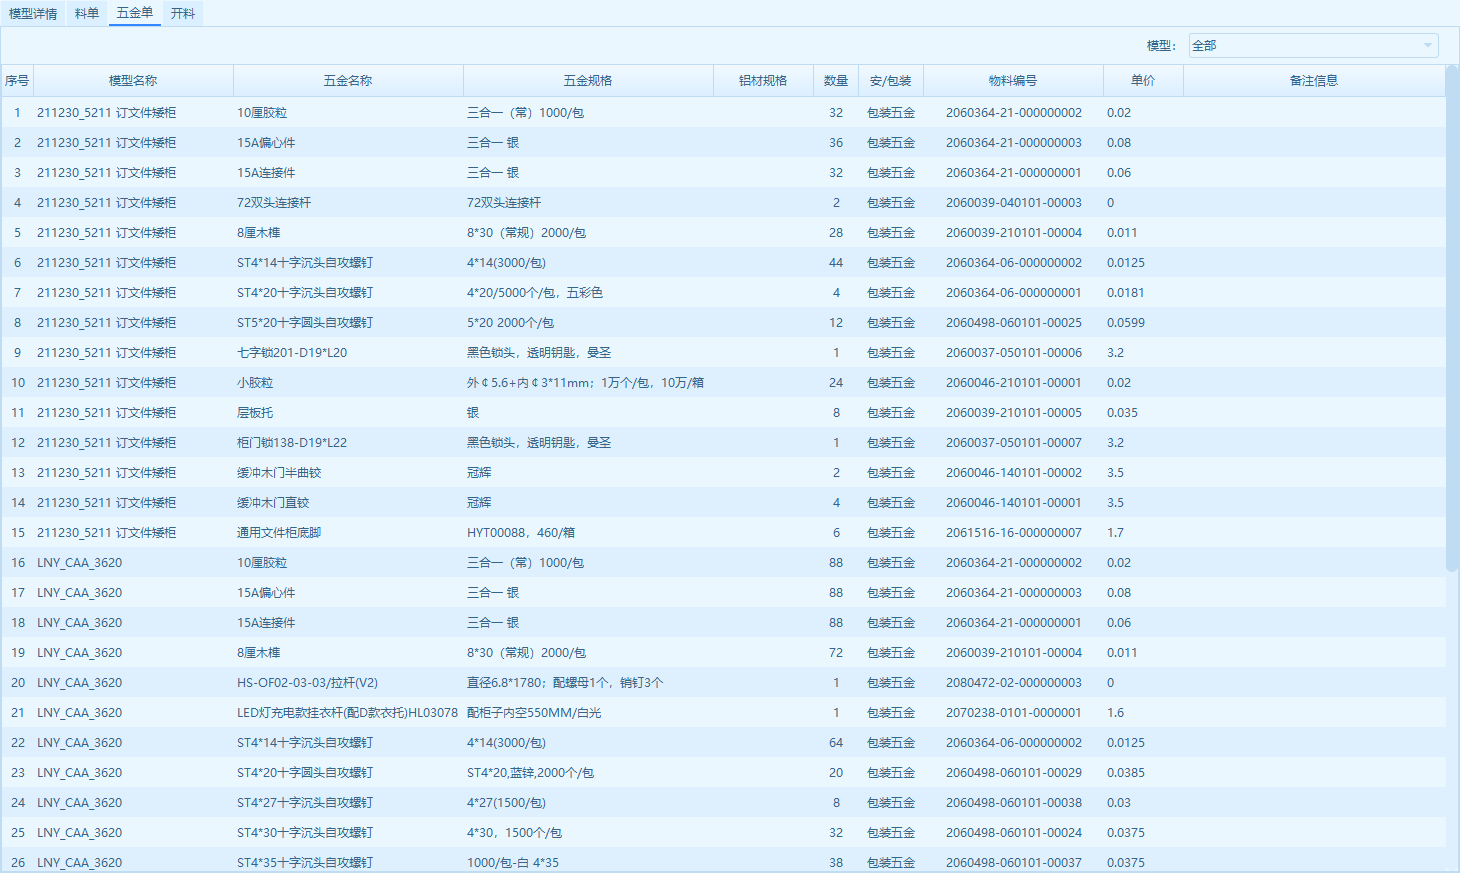 模型详情 料单 五金单 开料
模型： 全部
序号 模型名称 五金名称 五金规格 铝材规格 数量 安/包装 物料编号 单价 备注信息
1 211230_5211 订文件矮柜 10厘胶粒 三合一（常）1000/包 32 包装五金 2060364-21-000000002 0.02
2 211230_5211 订文件矮柜 15A偏心件 三合一 银 36 包装五金 2060364-21-000000003 0.08
3 211230_5211 订文件矮柜 15A连接件 三合一 银 32 包装五金 2060364-21-000000001 0.06
4 211230_5211 订文件矮柜 72双头连接杆 72双头连接杆 2 包装五金 2060039-040101-00003 0
5 211230_5211 订文件矮柜 8厘木榫 8*30（常规）2000/包 28 包装五金 2060039-210101-00004 0.011
6 211230_5211 订文件矮柜 ST4*14十字沉头自攻螺钉 4*14(3000/包) 44 包装五金 2060364-06-000000002 0.0125
7 211230_5211 订文件矮柜 ST4*20十字沉头自攻螺钉 4*20/5000个/包，五彩色 4 包装五金 2060364-06-000000001 0.0181
8 211230_5211 订文件矮柜 ST5*20十字圆头自攻螺钉 5*20 2000个/包 12 包装五金 2060498-060101-00025 0.0599
9 211230_5211 订文件矮柜 七字锁201-D19*L20 黑色锁头，透明钥匙，曼圣 1 包装五金 2060037-050101-00006 3.2
10 211230_5211 订文件矮柜 小胶粒 外￠5.6+内￠3*11mm；1万个/包，10万/箱 24 包装五金 2060046-210101-00001 0.02
11 211230_5211 订文件矮柜 层板托 银 8 包装五金 2060039-210101-00005 0.035
12 211230_5211 订文件矮柜 柜门锁138-D19*L22 黑色锁头，透明钥匙，曼圣 1 包装五金 2060037-050101-00007 3.2
13 211230_5211 订文件矮柜 缓冲木门半曲铰 冠辉 2 包装五金 2060046-140101-00002 3.5
14 211230_5211 订文件矮柜 缓冲木门直铰 冠辉 4 包装五金 2060046-140101-00001 3.5
15 211230_5211 订文件矮柜 通用文件柜底脚 HYT00088，460/箱 6 包装五金 2061516-16-000000007 1.7
16 LNY_CAA_3620 10厘胶粒 三合一（常）1000/包 88 包装五金 2060364-21-000000002 0.02
17 LNY_CAA_3620 15A偏心件 三合一 银 88 包装五金 2060364-21-000000003 0.08
18 LNY_CAA_3620 15A连接件 三合一 银 88 包装五金 2060364-21-000000001 0.06
19 LNY_CAA_3620 8厘木榫 8*30（常规）2000/包 72 包装五金 2060039-210101-00004 0.011
20 LNY_CAA_3620 HS-OF02-03-03/拉杆(V2) 直径6.8*1780；配螺母1个，销钉3个 1 包装五金 2080472-02-000000003 0
21 LNY_CAA_3620 LED灯充电款挂衣杆(配D款衣托)HL03078 配柜子内空550MM/白光 1 包装五金 2070238-0101-0000001 1.6
22 LNY_CAA_3620 ST4*14十字沉头自攻螺钉 4*14(3000/包) 64 包装五金 2060364-06-000000002 0.0125
23 LNY_CAA_3620 ST4*20十字圆头自攻螺钉 ST4*20,蓝锌,2000个/包 20 包装五金 2060498-060101-00029 0.0385
24 LNY_CAA_3620 ST4*27十字沉头自攻螺钉 4*27(1500/包) 8 包装五金 2060498-060101-00038 0.03
25 LNY_CAA_3620 ST4*30十字沉头自攻螺钉 4*30，1500个/包 32 包装五金 2060498-060101-00024 0.0375
26 LNY_CAA_3620 ST4*35十字沉头自攻螺钉 1000/包-白 4*35 38 包装五金 2060498-060101-00037 0.0375